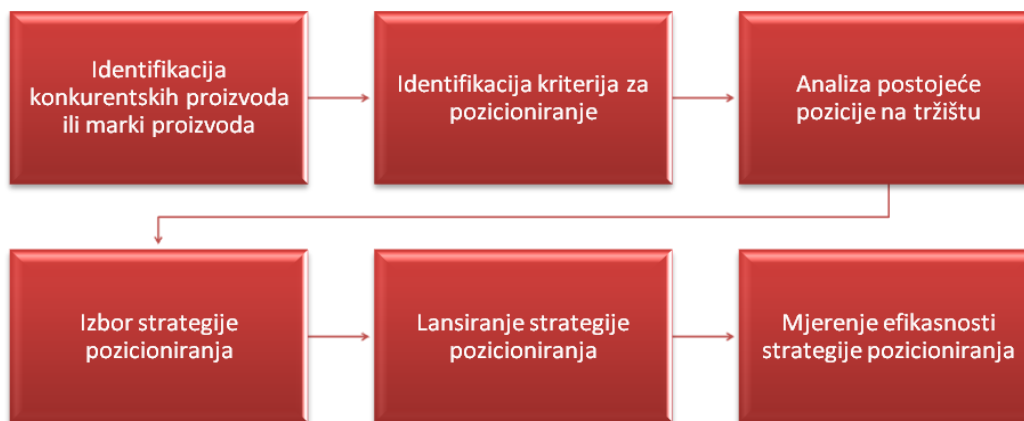 Identifikacija
konkurentskih proizvoda
ili marki proizvoda
Identifikacija kriterija za
pozicioniranje
Analiza postojeće
pozicije na tržištu
Izbor strategije
pozicioniranja
Lansiranje strategije
pozicioniranja
Mjerenje efikasnosti
strategije pozicioniranja